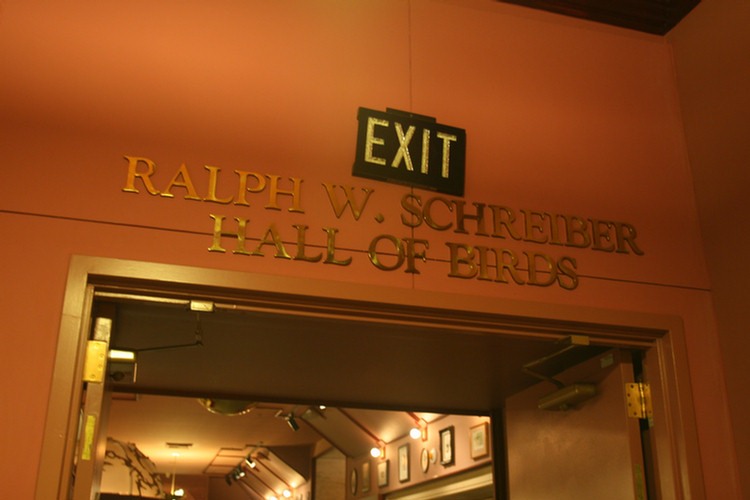 EXIT
RALPH W. SCHREIBER
HALL OF BIRDS